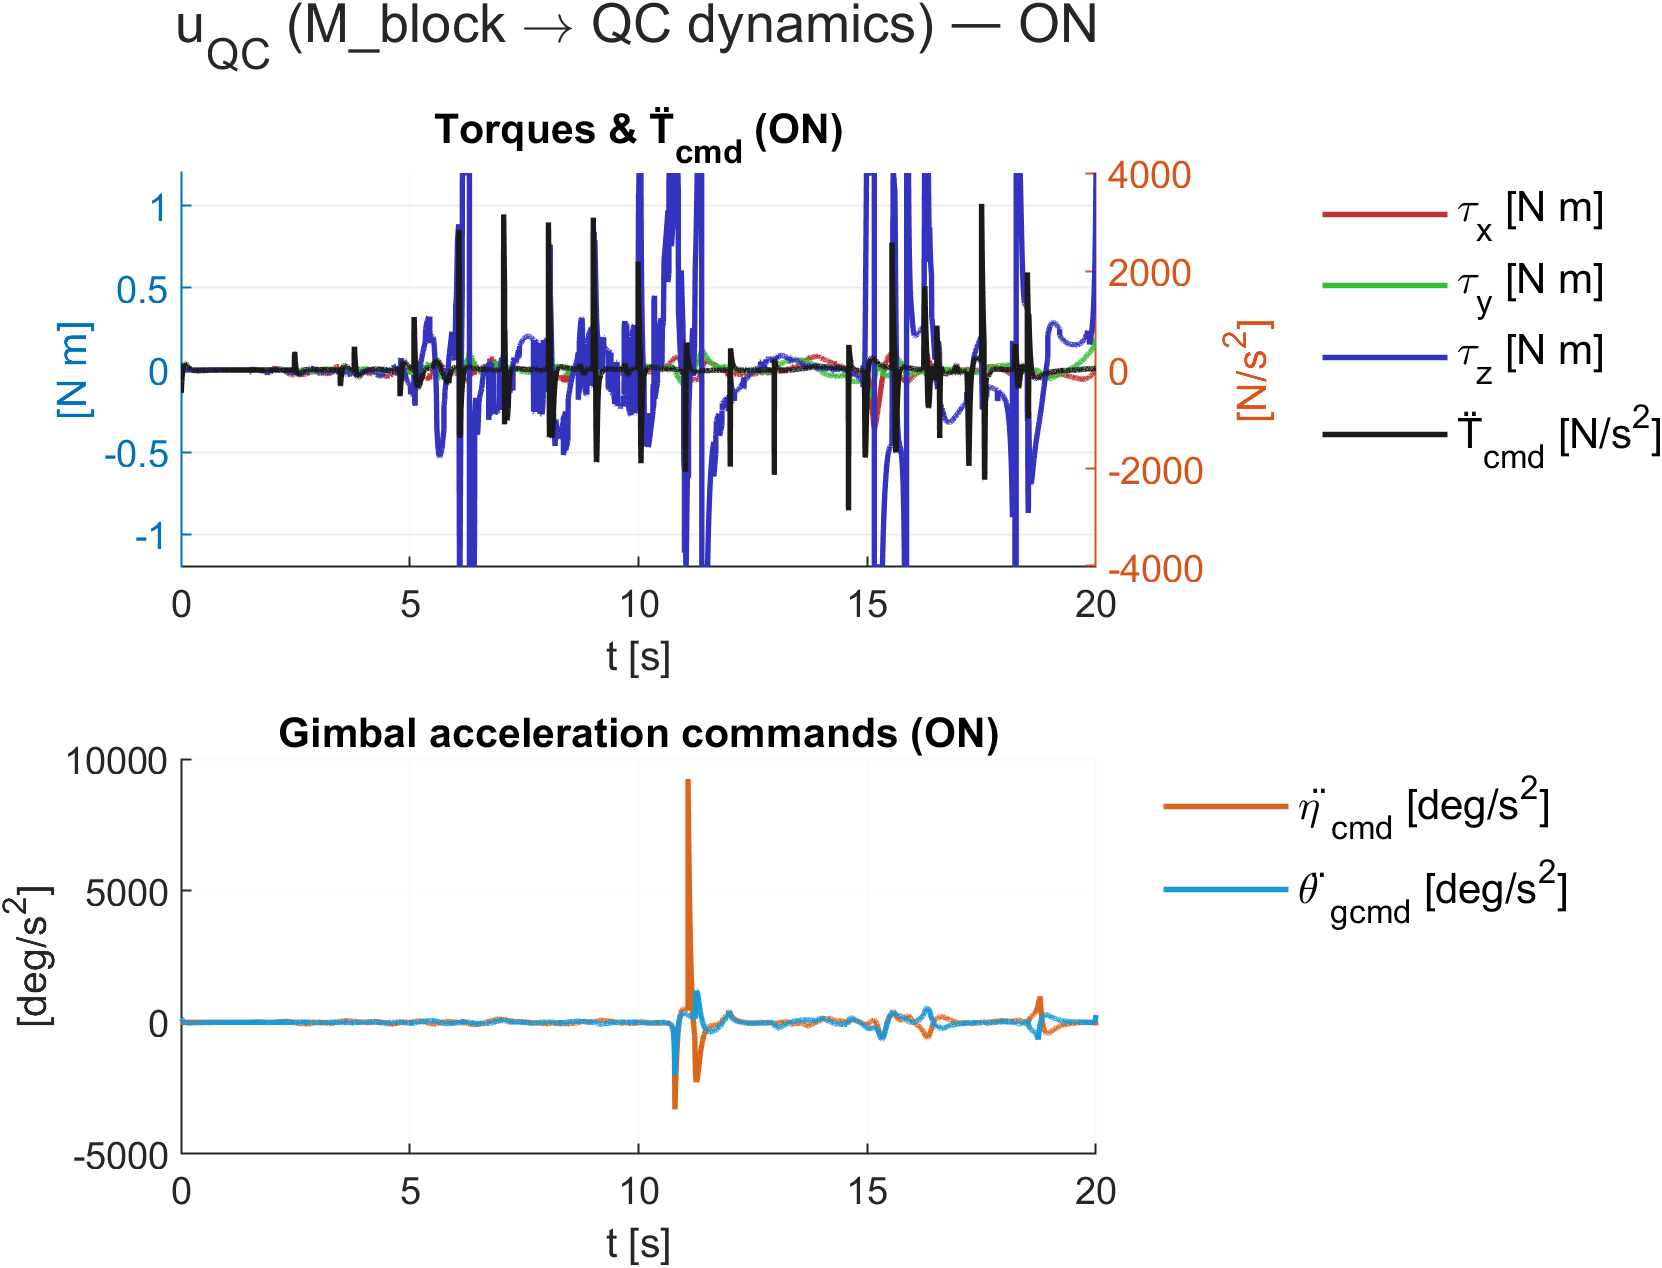 u_QC (M_block → QC dynamics) — ON
Torques & T̈_cmd (ON)
[N m]
1
0.5
0
-0.5
-1
4000
2000
0
-2000
-4000
[N/s²]
0 5 10 15 20
t [s]
τ_x [N m]
τ_y [N m]
τ_z [N m]
T̈_cmd [N/s²]
Gimbal acceleration commands (ON)
[deg/s²]
10000
5000
0
-5000
0 5 10 15 20
t [s]
η̈_cmd [deg/s²]
θ̈_gcmd [deg/s²]